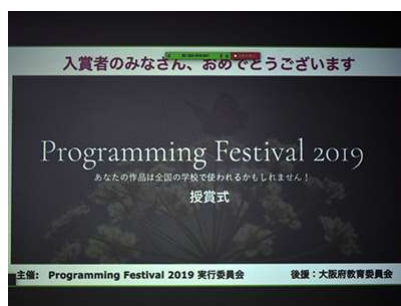 入賞者のみなさん、おめでとうございます
Programming Festival 2019
あなたの作品は全国の学校で使われるかもしれません！
授賞式
主催: Programming Festival 2019 実行委員会 後援：大阪府教育委員会